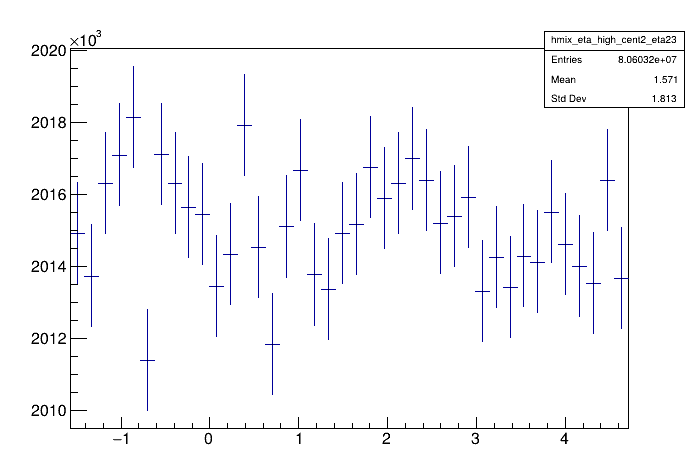 ×10³
hmix_eta_high_cent2_eta23
Entries 8.06032e+07
Mean 1.571
Std Dev 1.813
2020
2018
2016
2014
2012
2010
−1 0 1 2 3 4